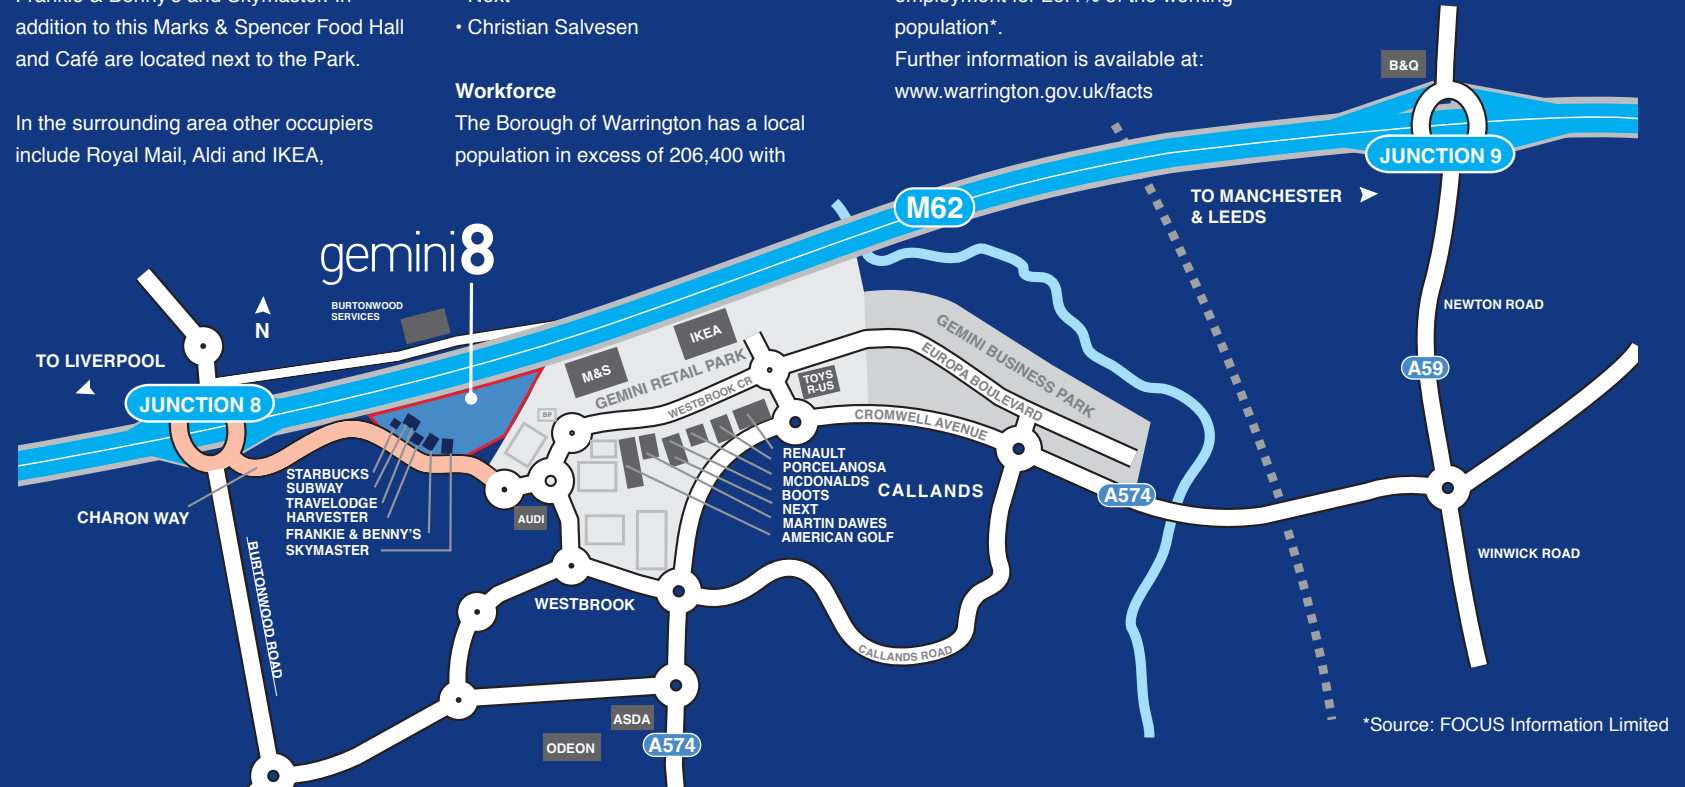 addition to this Marks & Spencer Food Hall
and Café are located next to the Park.
In the surrounding area other occupiers
include Royal Mail, Aldi and IKEA,
• Christian Salvesen
Workforce
The Borough of Warrington has a local
population in excess of 206,400 with
population*.
Further information is available at:
www.warrington.gov.uk/facts
B&Q
JUNCTION 9
M62
TO MANCHESTER
& LEEDS
gemini8
BURTONWOOD
SERVICES
N
TO LIVERPOOL
JUNCTION 8
NEWTON ROAD
IKEA
M&S
GEMINI RETAIL PARK
WESTBROOK CR
TOYS
R-US
GEMINI BUSINESS PARK
EUROPA BOULEVARD
CROMWELL AVENUE
A59
BP
STARBUCKS
SUBWAY
TRAVELODGE
HARVESTER
FRANKIE & BENNY'S
SKYMASTER
CHARON WAY
AUDI
RENAULT
PORCELANOSA
MCDONALDS
BOOTS
NEXT
MARTIN DAWES
AMERICAN GOLF
CALLANDS
A574
WINWICK ROAD
BURTONWOOD ROAD
WESTBROOK
CALLANDS ROAD
ASDA
ODEON
A574
*Source: FOCUS Information Limited